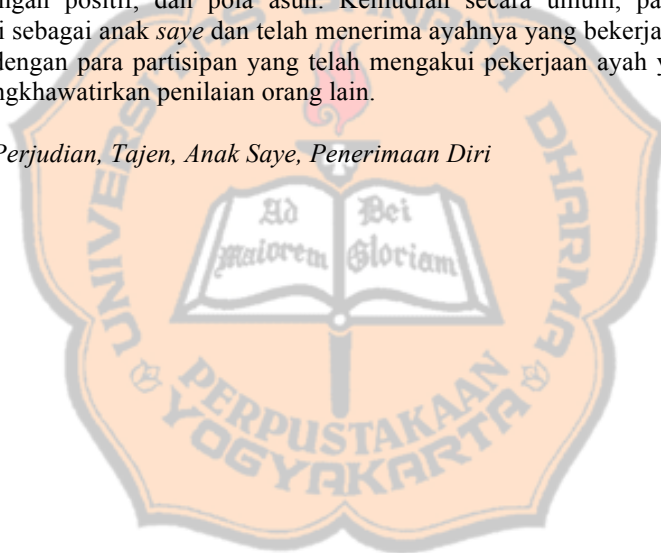 ngan positif, dan pola asuh. Kemudian secara umum, pa
i sebagai anak saye dan telah menerima ayahnya yang bekerja
dengan para partisipan yang telah mengakui pekerjaan ayah y
ngkhawatirkan penilaian orang lain.
Perjudian, Tajen, Anak Saye, Penerimaan Diri
Ad Dei
Maiorem Gloriam
DHARMA
PERPUSTAKAAN
YOGYAKARTA